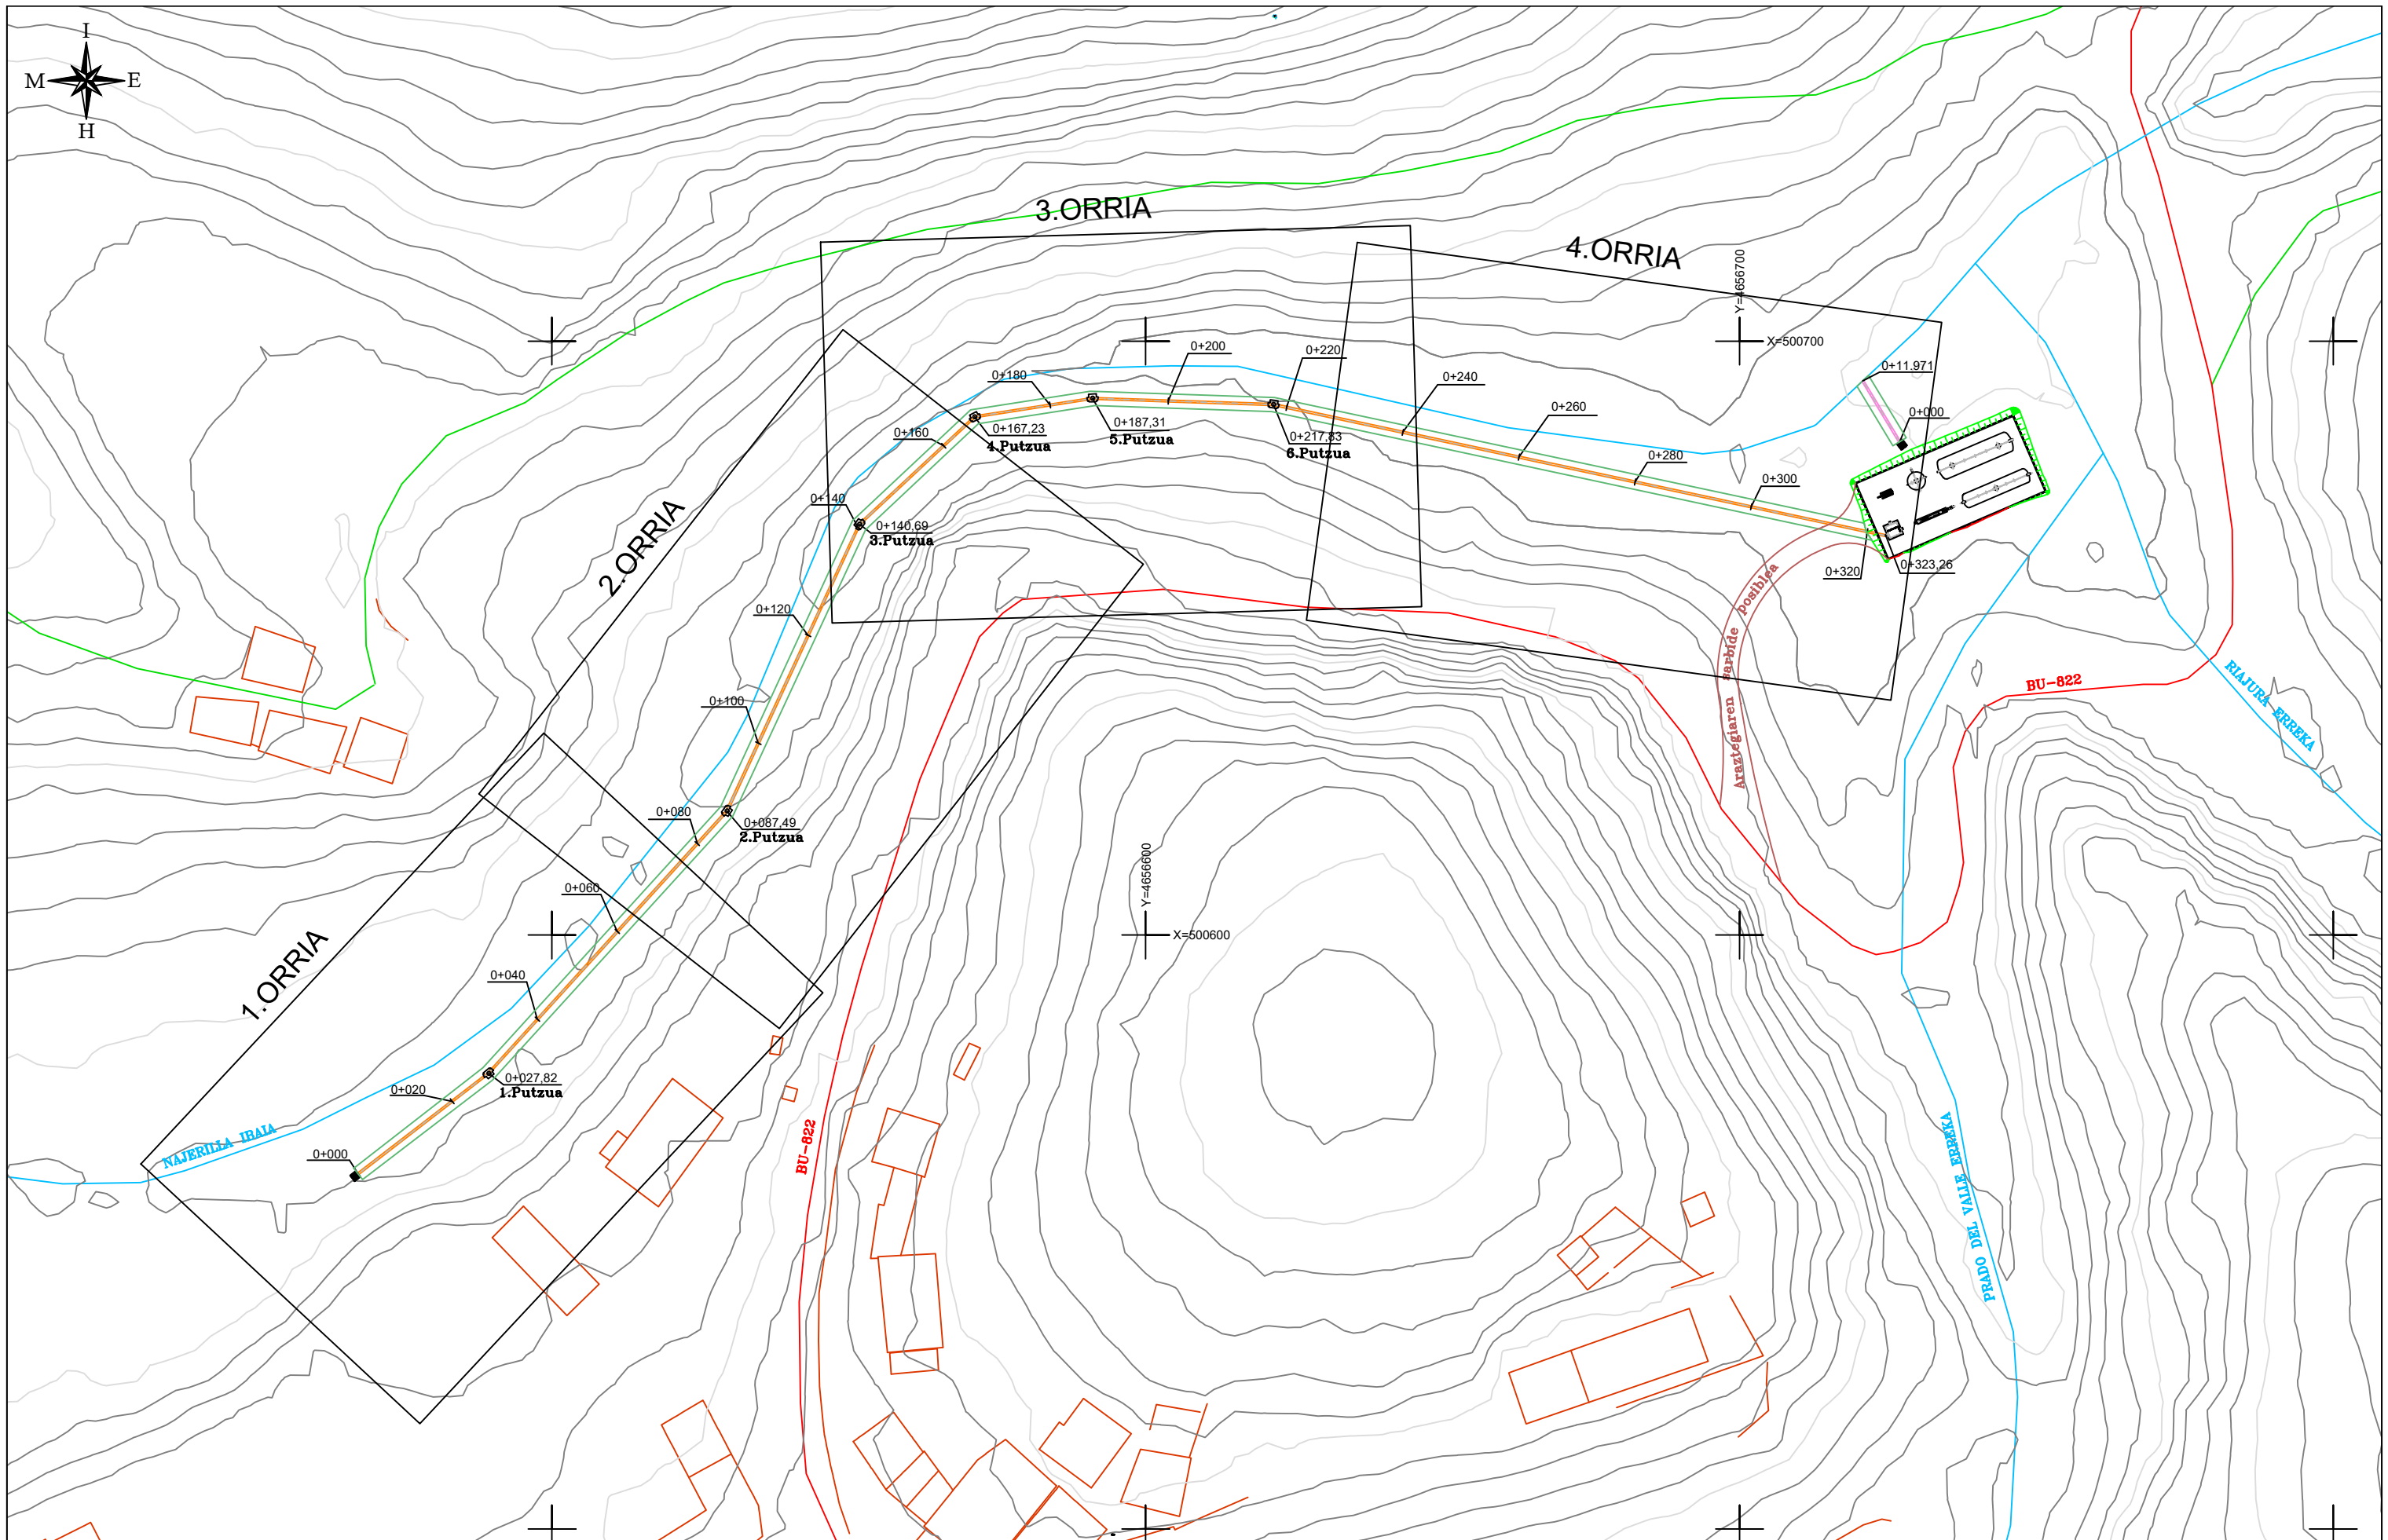 I
M
E
H
3.ORRIA
4.ORRIA
Y=4656700
X=500700
0+200
0+220
0+180
0+240
0+11.971
0+260
0+000
0+167,23
4.Putzua
0+187,31
5.Putzua
0+217,83
6.Putzua
0+160
0+280
0+300
0+140
0+140,69
3.Putzua
2.ORRIA
0+320
0+323,26
0+120
Araztegiaren sarbide posiblea
BU-822
RIAJURA ERREKA
0+100
0+080
0+087,49
2.Putzua
Y=4656600
X=500600
0+060
1.ORRIA
0+040
0+027,82
1.Putzua
0+020
NAJERILLA IBAIA
0+000
BU-822
PRADO DEL VALLE ERREKA